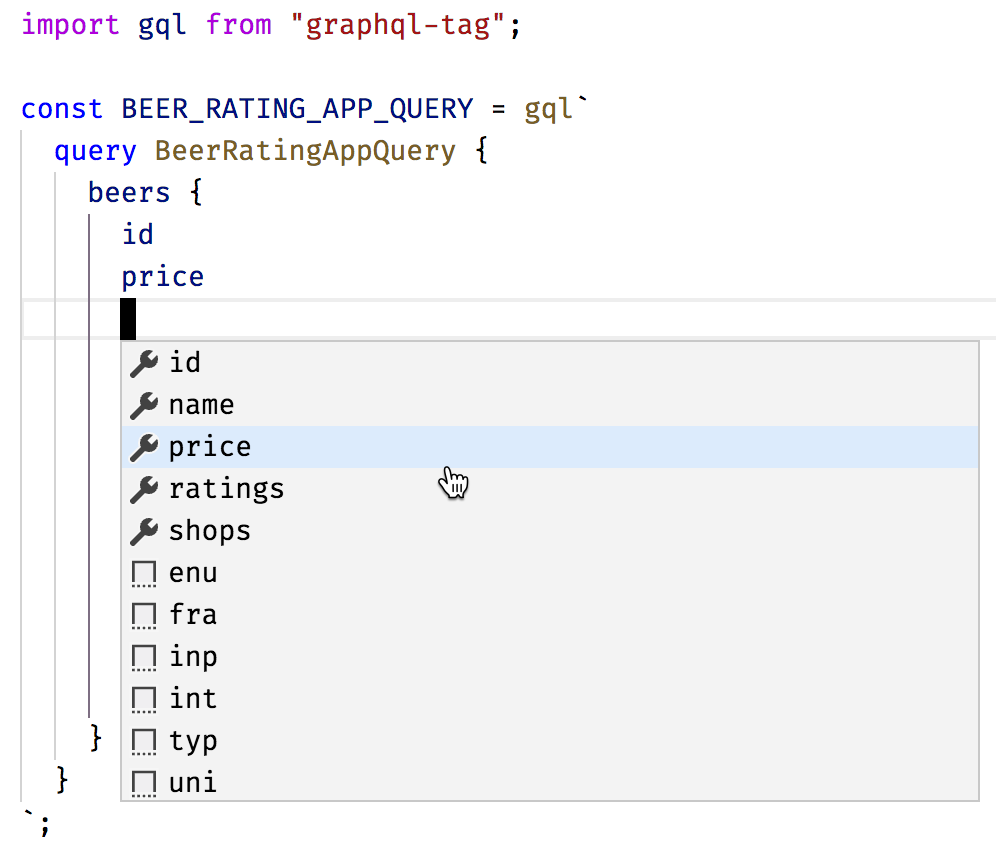 import gql from "graphql-tag";
const BEER_RATING_APP_QUERY = gql`
query BeerRatingAppQuery {
beers {
id
price
id
name
price
ratings
shops
enu
fra
inp
int
typ
uni
}
}
`;